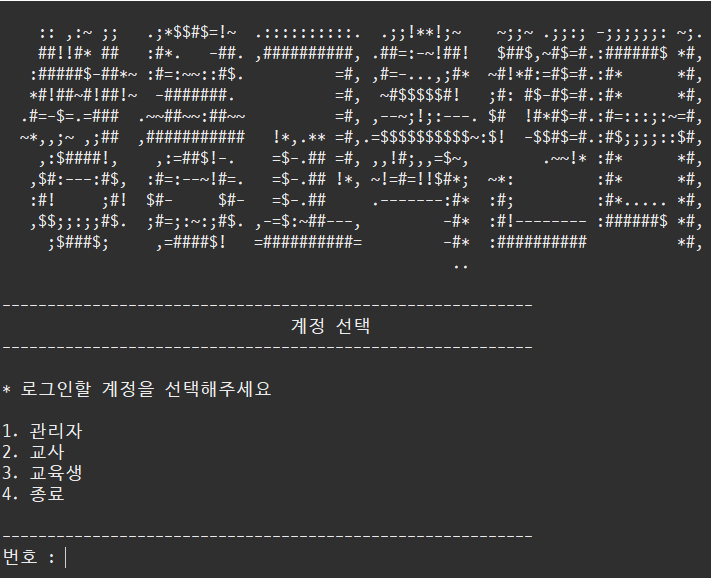 계정 선택
* 로그인할 계정을 선택해주세요
1. 관리자
2. 교사
3. 교육생
4. 종료
번호 :